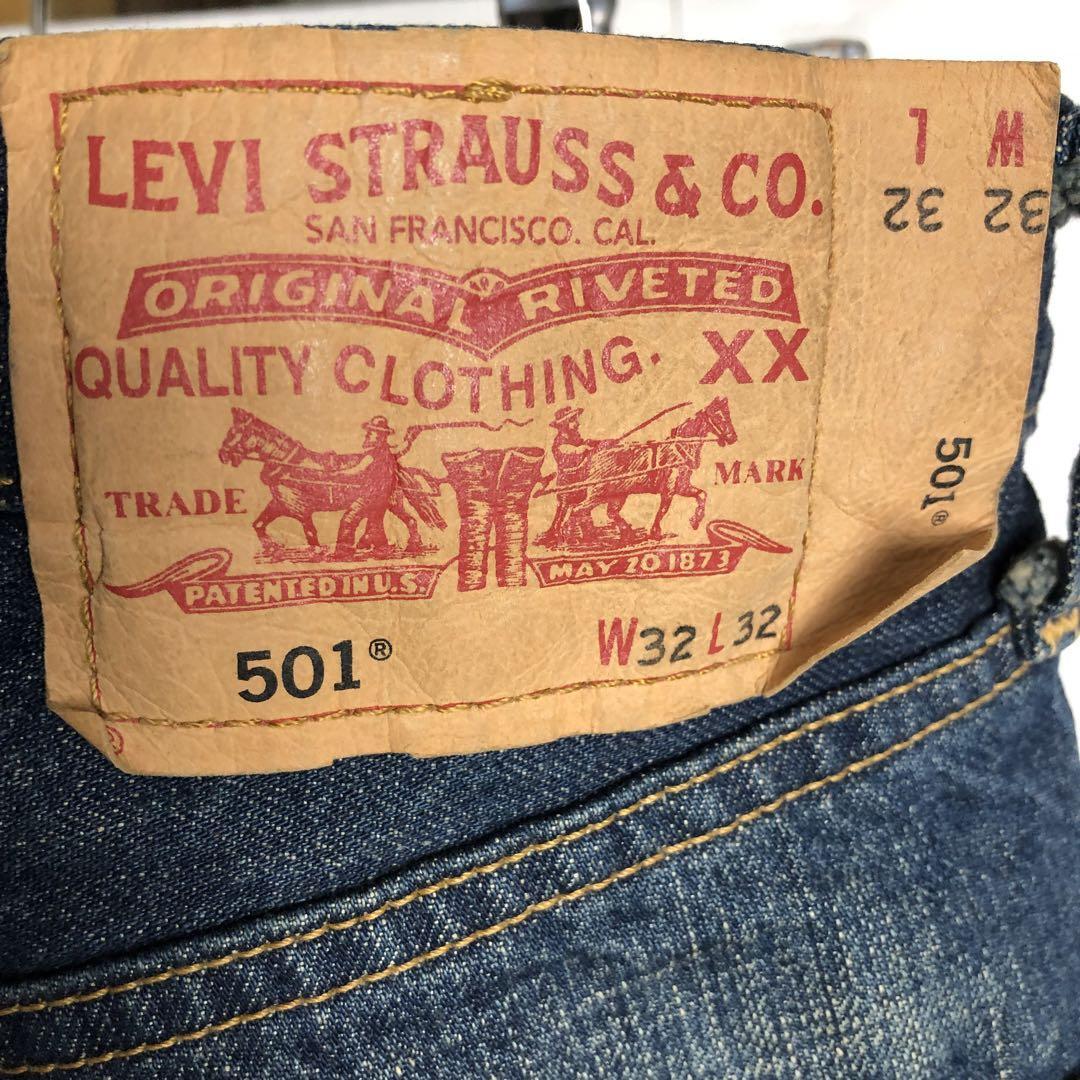 LEVI STRAUSS & CO.
SAN FRANCISCO. CAL.
ORIGINAL RIVETED
QUALITY CLOTHING. XX
TRADE MARK
PATENTED IN U.S. MAY 20 1873
501® W32 L32
®
L W
32 32
501®